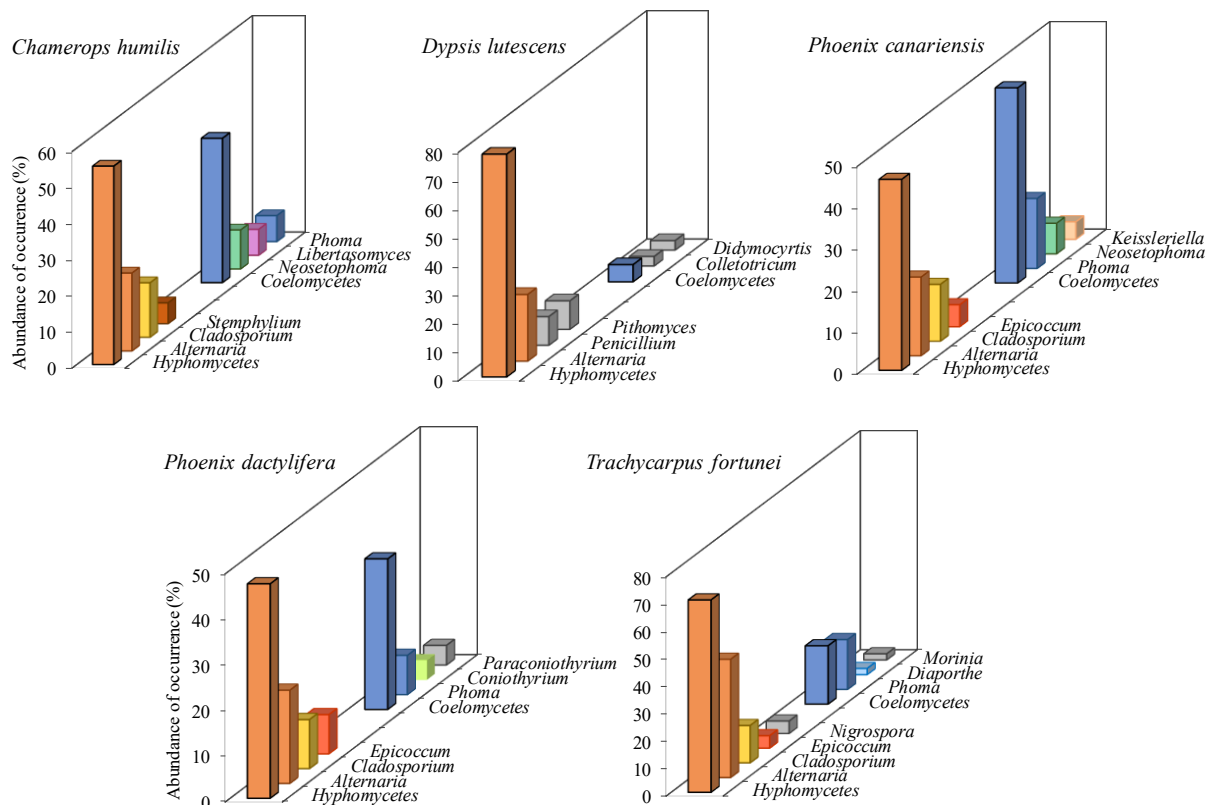 Chamerops humilis
Abundance of occurence (%)
60
50
40
30
20
10
0
Phoma
Libertasomyces
Neosetophoma
Coelomycetes
Stemphylium
Cladosporium
Alternaria
Hyphomycetes
Dypsis lutescens
80
70
60
50
40
30
20
10
0
Didymocyrtis
Colletotricum
Coelomycetes
Pithomyces
Penicillium
Alternaria
Hyphomycetes
Phoenix canariensis
50
40
30
20
10
0
Keissleriella
Neosetophoma
Phoma
Coelomycetes
Epicoccum
Cladosporium
Alternaria
Hyphomycetes
Phoenix dactylifera
Abundance of occurrence (%)
50
40
30
20
10
0
Paraconiothyrium
Coniothyrium
Phoma
Coelomycetes
Epicoccum
Cladosporium
Alternaria
Hyphomycetes
Trachycarpus fortunei
80
70
60
50
40
30
20
10
0
Morinia
Diaporthe
Phoma
Coelomycetes
Nigrospora
Epicoccum
Cladosporium
Alternaria
Hyphomycetes